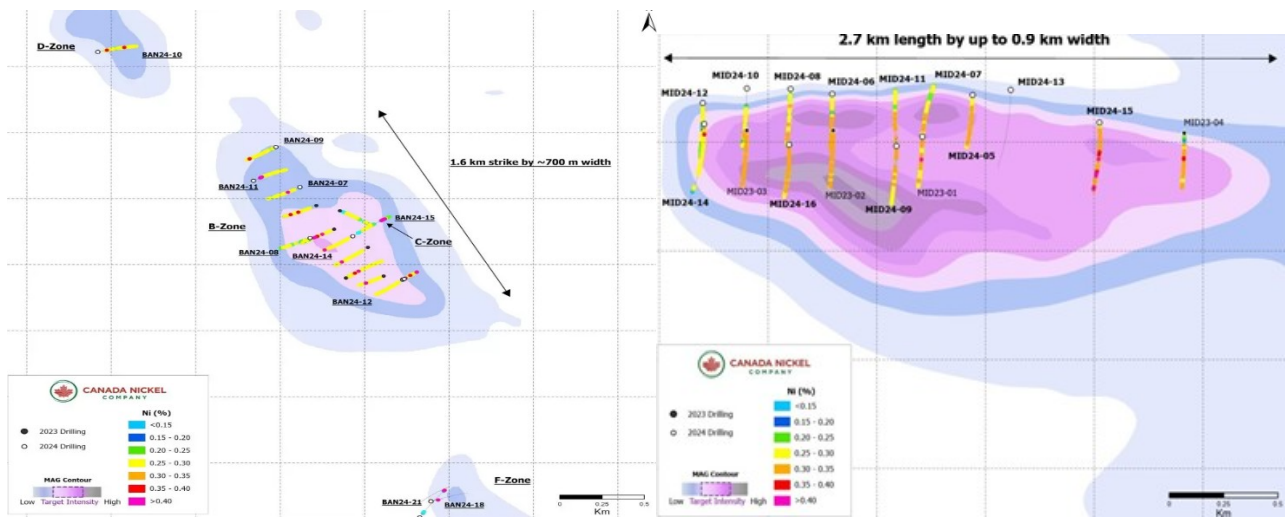 D-Zone
BAN24-10
BAN24-09
1.6 km strike by ~700 m width
BAN24-11
BAN24-07
B-Zone
BAN24-15
C-Zone
BAN24-08
BAN24-14
BAN24-12
F-Zone
BAN24-21
BAN24-18
CANADA NICKEL
COMPANY
Ni (%)
<0.15
0.15 - 0.20
0.20 - 0.25
0.25 - 0.30
0.30 - 0.35
0.35 - 0.40
>0.40
2023 Drilling
2024 Drilling
MAG Contour
Low Target Intensity High
0 0.25 0.5
Km
2.7 km length by up to 0.9 km width
MID24-12
MID24-10
MID24-08
MID24-06
MID24-11
MID24-07
MID24-13
MID24-15
MID23-04
MID24-05
MID24-14
MID23-03
MID24-16
MID23-02
MID24-09
MID23-01
CANADA NICKEL
COMPANY
Ni (%)
<0.15
0.15 - 0.20
0.20 - 0.25
0.25 - 0.30
0.30 - 0.35
0.35 - 0.40
>0.40
2023 Drilling
2024 Drilling
MAG Contour
Low Target Intensity High
0 0.25 0.5
Km